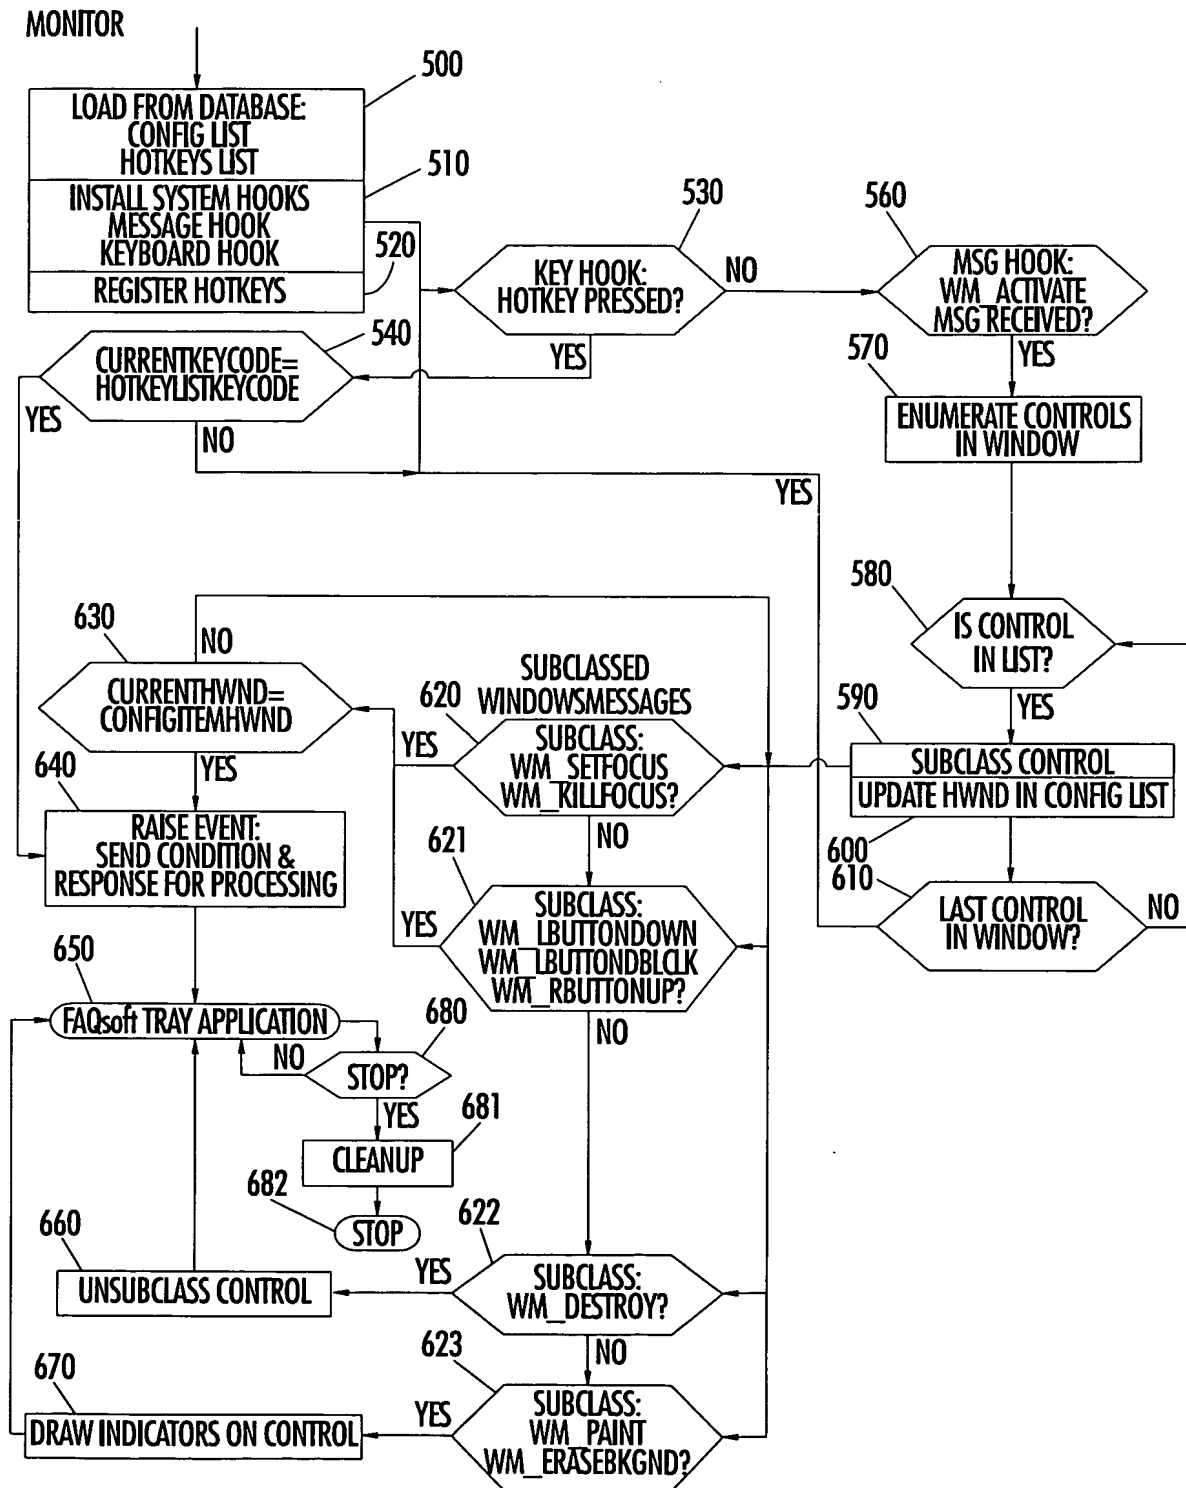 MONITOR
500
LOAD FROM DATABASE:
CONFIG LIST
HOTKEYS LIST
510
INSTALL SYSTEM HOOKS
MESSAGE HOOK
KEYBOARD HOOK
520
REGISTER HOTKEYS
530
KEY HOOK:
HOTKEY PRESSED?
NO
YES
560
MSG HOOK:
WM_ACTIVATE
MSG RECEIVED?
YES
540
CURRENTKEYCODE=
HOTKEYLISTKEYCODE
YES
NO
570
ENUMERATE CONTROLS
IN WINDOW
YES
580
IS CONTROL
IN LIST?
YES
590
SUBCLASS CONTROL
UPDATE HWND IN CONFIG LIST
600
610
LAST CONTROL
IN WINDOW?
NO
630
NO
CURRENTHWND=
CONFIGITEMHWND
YES
SUBCLASSED
WINDOWSMESSAGES
620
YES
SUBCLASS:
WM_SETFOCUS
WM_KILLFOCUS?
NO
640
RAISE EVENT:
SEND CONDITION &
RESPONSE FOR PROCESSING
621
YES
SUBCLASS:
WM_LBUTTONDOWN
WM_LBUTTONDBLCLK
WM_RBUTTONUP?
NO
650
FAQsoft TRAY APPLICATION
680
NO
STOP?
YES
681
CLEANUP
682
STOP
660
UNSUBCLASS CONTROL
622
YES
SUBCLASS:
WM_DESTROY?
NO
670
DRAW INDICATORS ON CONTROL
623
YES
SUBCLASS:
WM_PAINT
WM_ERASEBKGND?